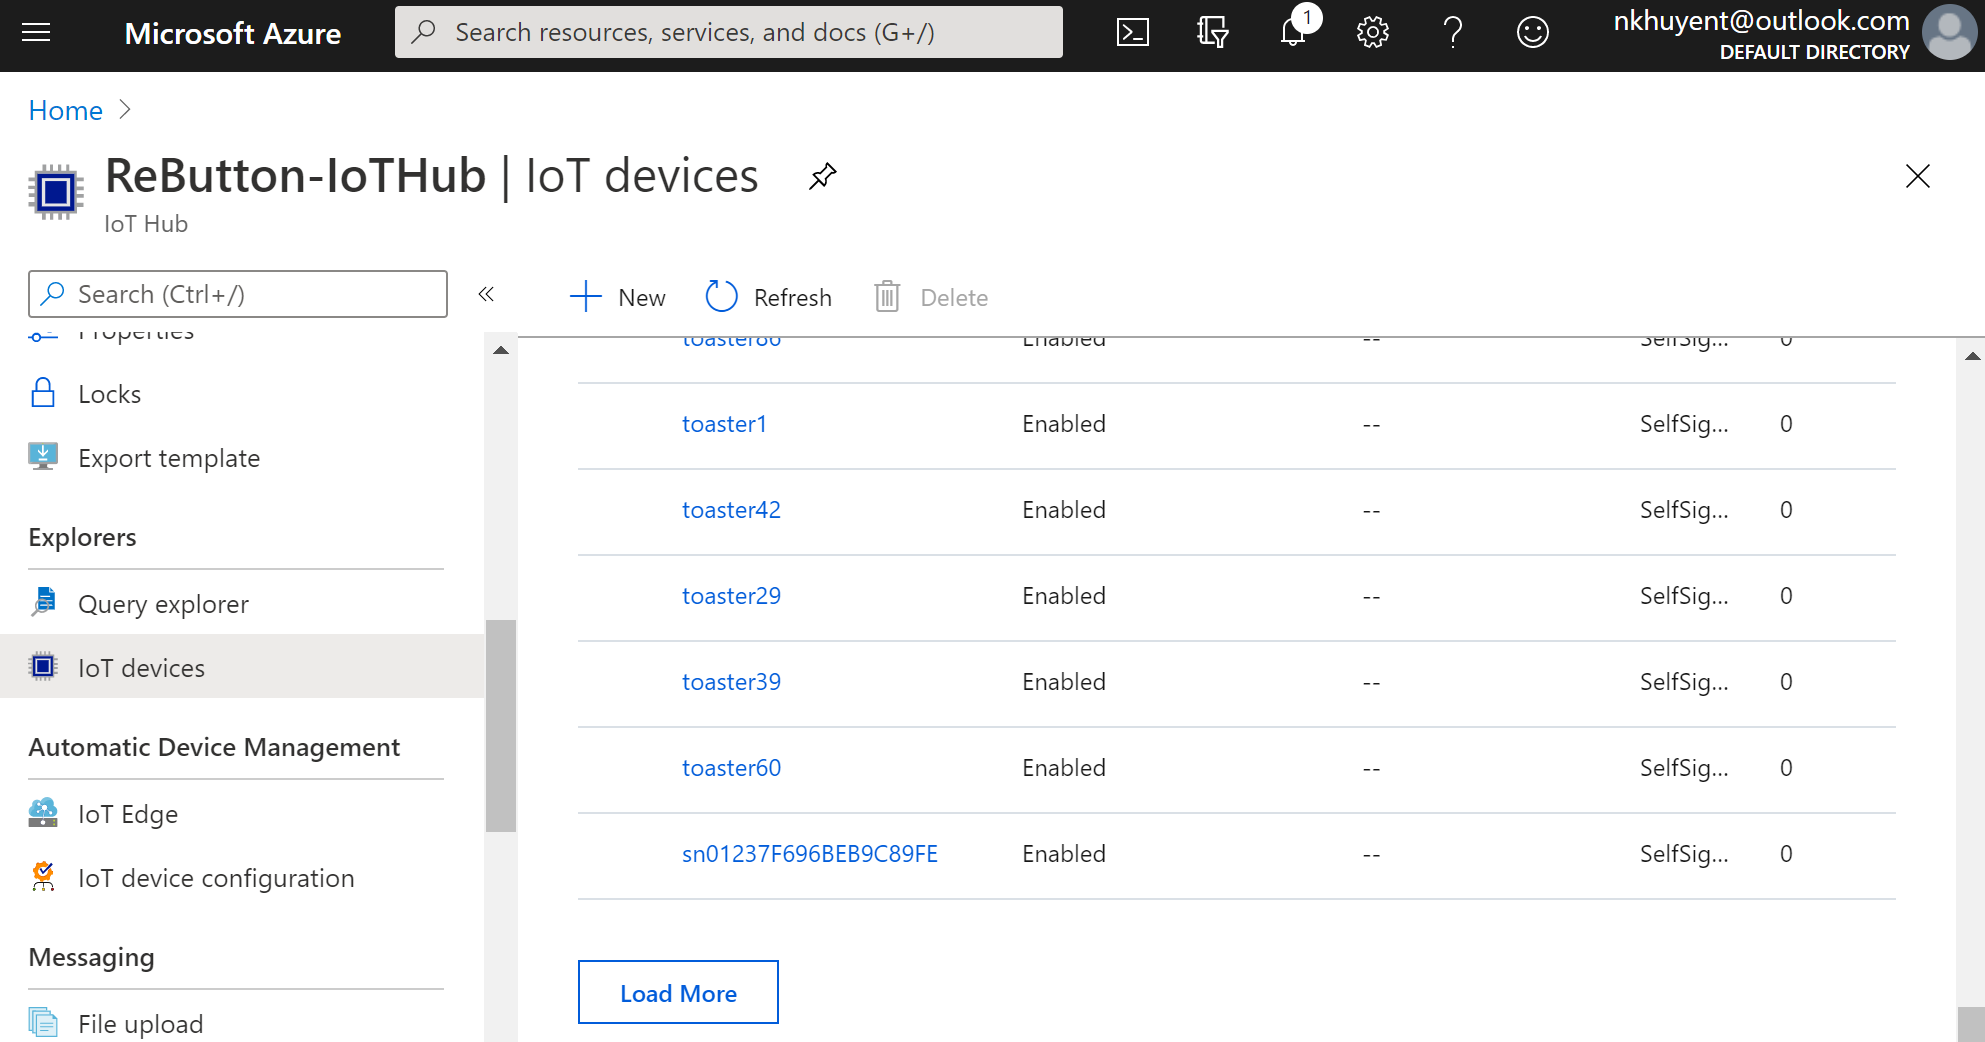 Microsoft Azure
Search resources, services, and docs (G+/)
1
nkhuyent@outlook.com
DEFAULT DIRECTORY
Home
ReButton-IoTHub | IoT devices
IoT Hub
Search (Ctrl+/)
«
New
Refresh
Delete
Properties
Locks
Export template
Explorers
Query explorer
IoT devices
Automatic Device Management
IoT Edge
IoT device configuration
Messaging
File upload
toaster86 Enabled -- SelfSig... 0
toaster1 Enabled -- SelfSig... 0
toaster42 Enabled -- SelfSig... 0
toaster29 Enabled -- SelfSig... 0
toaster39 Enabled -- SelfSig... 0
toaster60 Enabled -- SelfSig... 0
sn01237F696BEB9C89FE Enabled -- SelfSig... 0
Load More